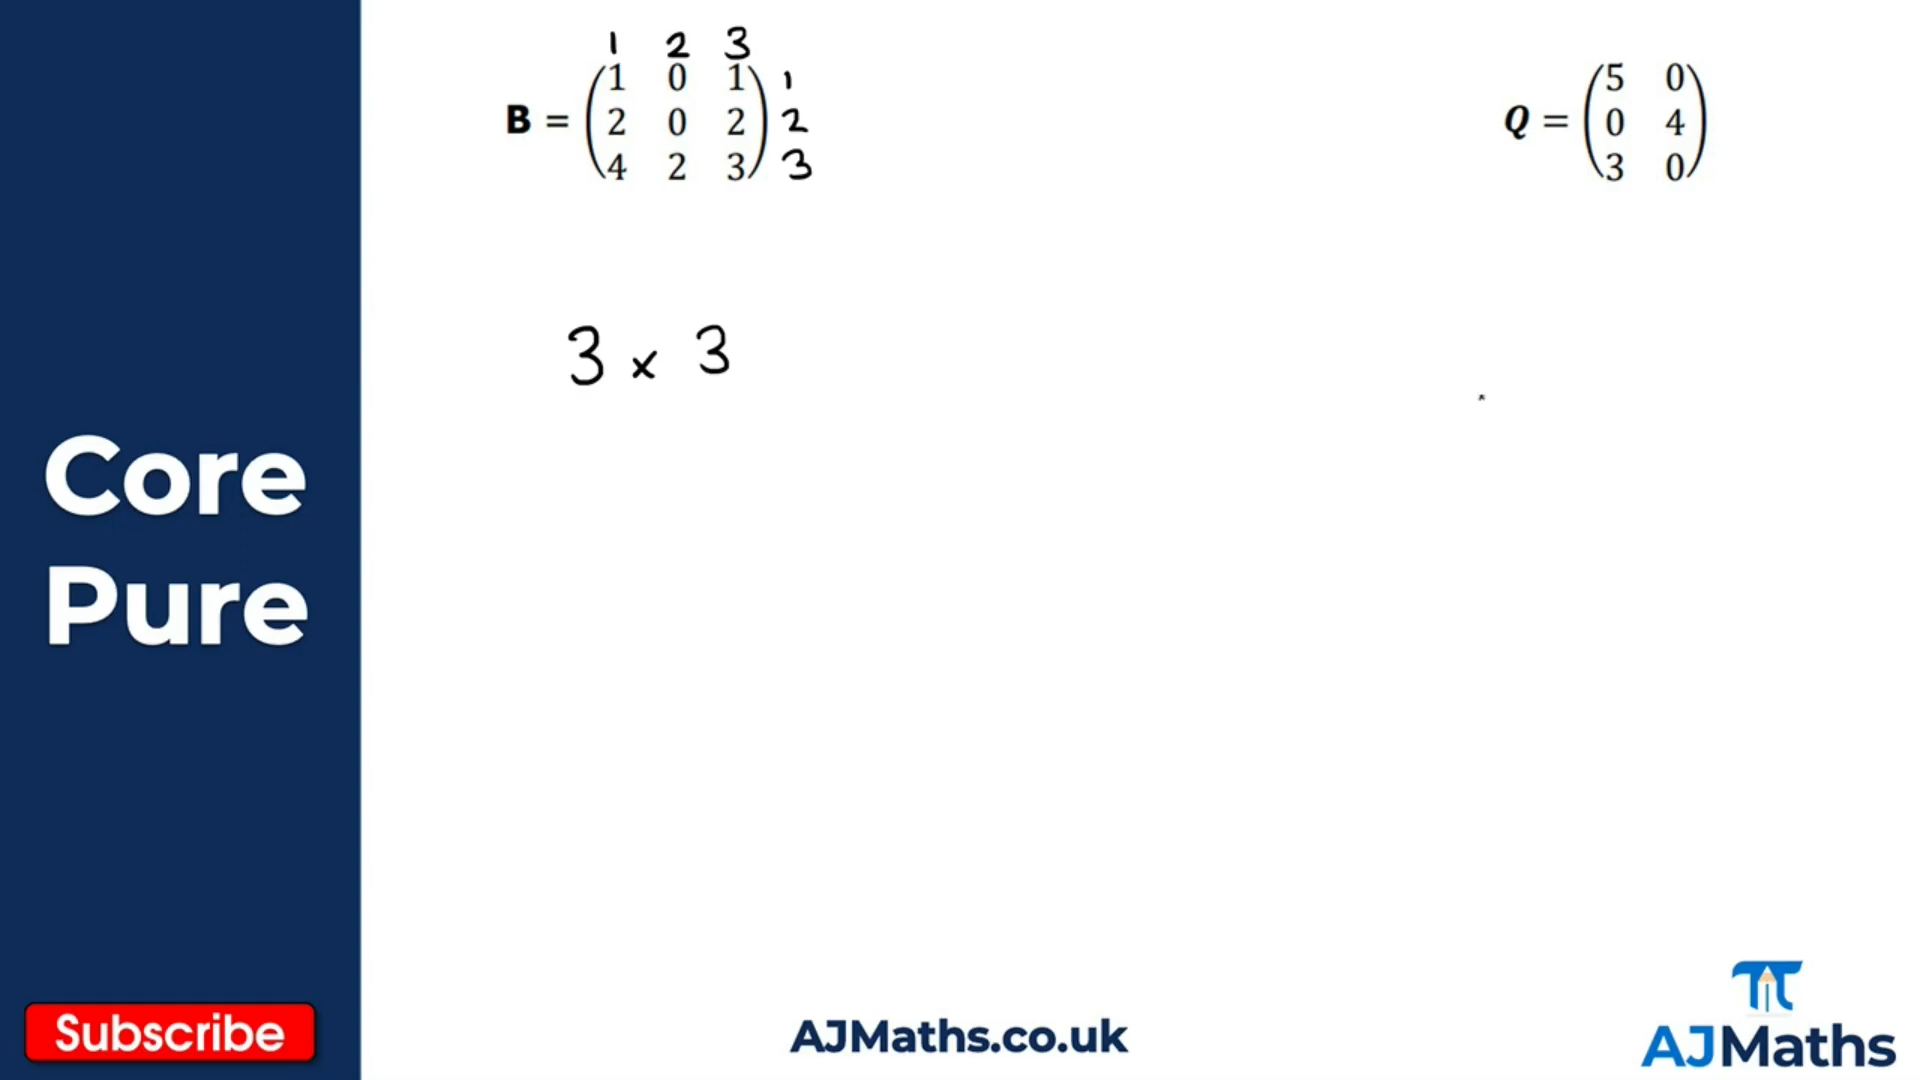 1 2 3
B = (1 0 1) 1
(2 0 2) 2
(4 2 3) 3
Q = (5 0)
(0 4)
(3 0)
3 x 3
Core
Pure
Subscribe
AJMaths.co.uk
AJMaths